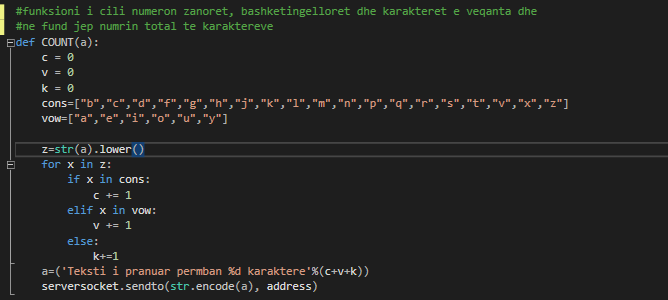 #funksioni i cili numeron zanoret, bashketingelloret dhe karakteret e veqanta dhe
#ne fund jep numrin total te karaktereve
def COUNT(a):
    c = 0
    v = 0
    k = 0
    cons=["b","c","d","f","g","h","j","k","l","m","n","p","q","r","s","t","v","x","z"]
    vow=["a","e","i","o","u","y"]

    z=str(a).lower()
    for x in z:
        if x in cons:
            c += 1
        elif x in vow:
            v += 1
        else:
            k+=1
    a=('Teksti i pranuar permban %d karaktere'%(c+v+k))
    serversocket.sendto(str.encode(a), address)